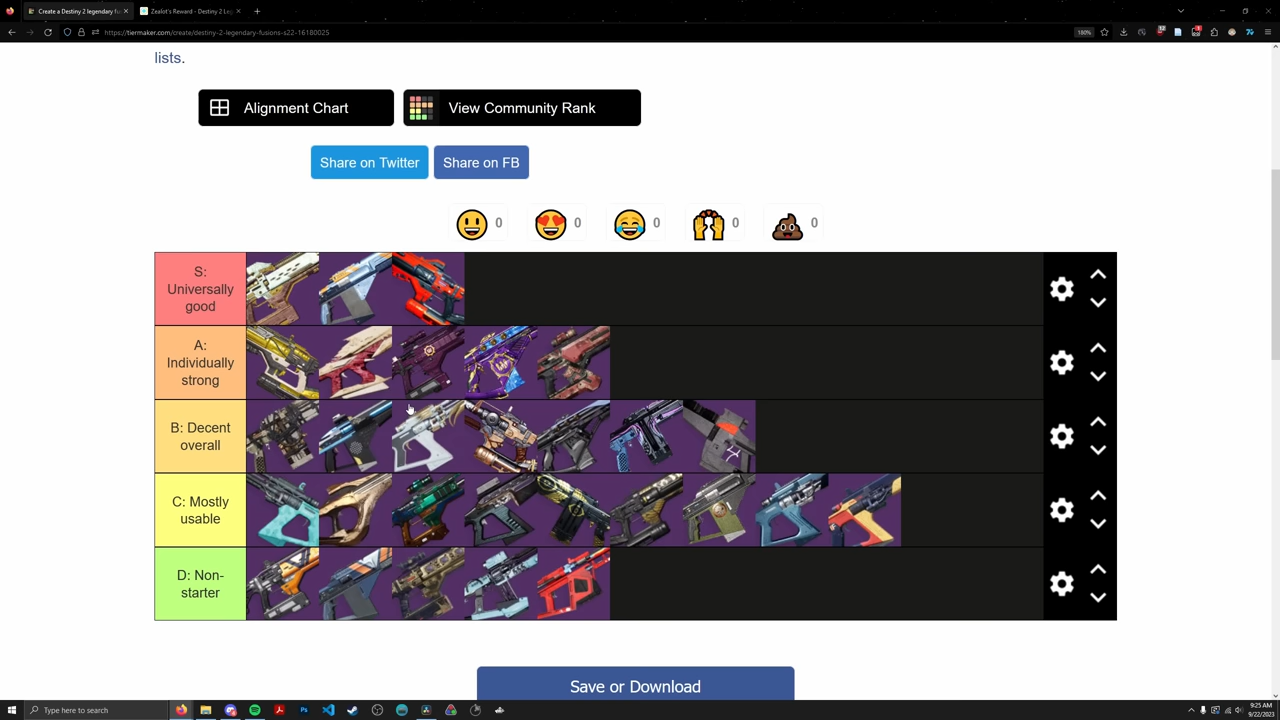 Create a Destiny 2 legendary fu
Zealot's Reward - Destiny 2 Leg
https://tiermaker.com/create/destiny-2-legendary-fusions-s22-16180025
180%
lists.
Alignment Chart
View Community Rank
Share on Twitter
Share on FB
0
0
0
0
0
S:
Universally
good
A:
Individually
strong
B: Decent
overall
C: Mostly
usable
D: Non-
starter
Save or Download
Type here to search
9:25 AM
9/22/2023